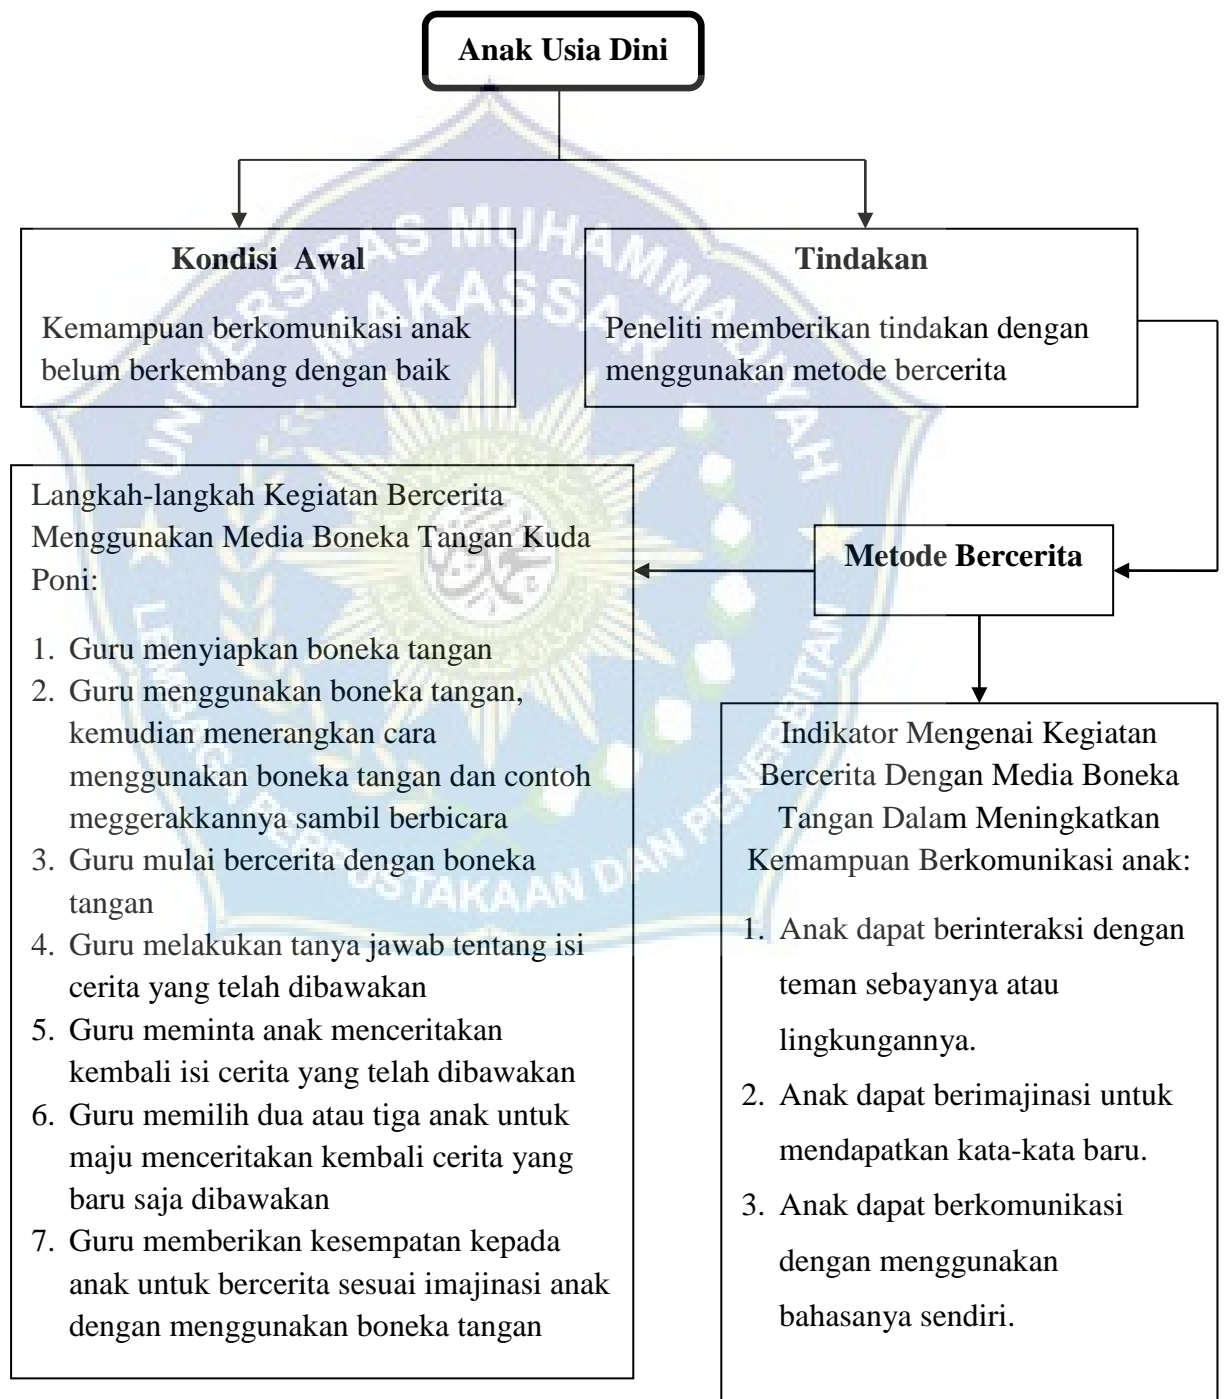 Anak Usia Dini
Kondisi Awal
Kemampuan berkomunikasi anak
belum berkembang dengan baik
Tindakan
Peneliti memberikan tindakan dengan
menggunakan metode bercerita
Metode Bercerita
Langkah-langkah Kegiatan Bercerita
Menggunakan Media Boneka Tangan Kuda
Poni:
1. Guru menyiapkan boneka tangan
2. Guru menggunakan boneka tangan,
kemudian menerangkan cara
menggunakan boneka tangan dan contoh
meggerakkannya sambil berbicara
3. Guru mulai bercerita dengan boneka
tangan
4. Guru melakukan tanya jawab tentang isi
cerita yang telah dibawakan
5. Guru meminta anak menceritakan
kembali isi cerita yang telah dibawakan
6. Guru memilih dua atau tiga anak untuk
maju menceritakan kembali cerita yang
baru saja dibawakan
7. Guru memberikan kesempatan kepada
anak untuk bercerita sesuai imajinasi anak
dengan menggunakan boneka tangan
Indikator Mengenai Kegiatan
Bercerita Dengan Media Boneka
Tangan Dalam Meningkatkan
Kemampuan Berkomunikasi anak:
1. Anak dapat berinteraksi dengan
teman sebayanya atau
lingkungannya.
2. Anak dapat berimajinasi untuk
mendapatkan kata-kata baru.
3. Anak dapat berkomunikasi
dengan menggunakan
bahasanya sendiri.
UNIVERSITAS MUHAMMADIYAH
MAKASSAR
LEMBAGA PERPUSTAKAAN DAN PENERBITAN